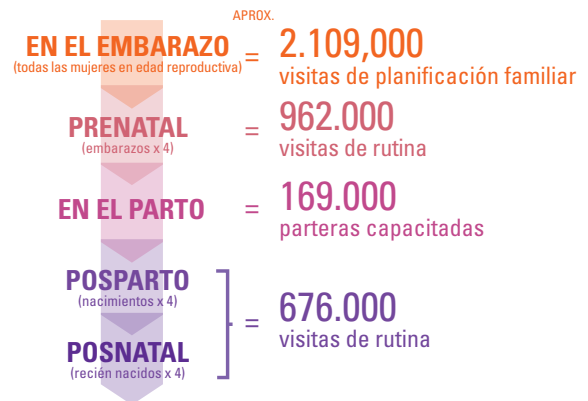 APROX.
EN EL EMBARAZO = 2.109,000
(todas las mujeres en edad reproductiva)
visitas de planificación familiar
PRENATAL = 962.000
(embarazos x 4)
visitas de rutina
EN EL PARTO = 169.000
parteras capacitadas
POSPARTO
(nacimientos x 4)
= 676.000
visitas de rutina
POSNATAL
(recién nacidos x 4)